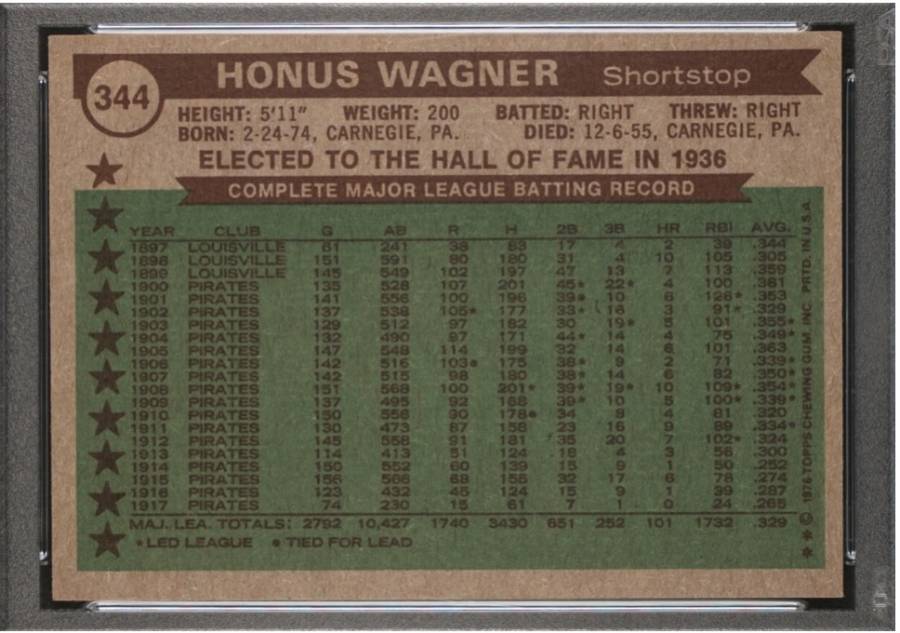 344
HONUS WAGNER Shortstop
HEIGHT: 5'11" WEIGHT: 200 BATTED: RIGHT THREW: RIGHT
BORN: 2-24-74, CARNEGIE, PA. DIED: 12-6-55, CARNEGIE, PA.
ELECTED TO THE HALL OF FAME IN 1936
COMPLETE MAJOR LEAGUE BATTING RECORD
YEAR CLUB G AB R H 2B 3B HR RBI AVG.
1897 LOUISVILLE 61 241 38 83 17 4 2 39 .344
1898 LOUISVILLE 151 591 80 180 31 4 10 105 .305
1899 LOUISVILLE 145 549 102 197 47 13 7 113 .359
1900 PIRATES 135 528 107 201 45* 22* 4 100 .381
1901 PIRATES 141 556 100 196 39* 10 6 126* .353
1902 PIRATES 137 538 105* 177 33* 16 3 91* .329
1903 PIRATES 129 512 97 182 30 19* 5 101 .355*
1904 PIRATES 132 490 97 171 44* 14 4 75 .349*
1905 PIRATES 147 548 114 199 32 14 6 101 .363
1906 PIRATES 142 516 103• 175 38* 9 2 71 .339*
1907 PIRATES 142 515 98 180 38* 14 6 82 .350*
1908 PIRATES 151 568 100 201* 39* 19* 10 109* .354*
1909 PIRATES 137 495 92 168 39* 10 5 100* .339*
1910 PIRATES 150 556 90 178• 34 8 4 81 .320
1911 PIRATES 130 473 87 158 23 16 9 89 .334*
1912 PIRATES 145 558 91 181 35 20 7 102* .324
1913 PIRATES 114 413 51 124 18 4 3 56 .300
1914 PIRATES 150 552 60 139 15 9 1 50 .252
1915 PIRATES 156 566 68 155 32 17 6 78 .274
1916 PIRATES 123 432 45 124 15 9 1 39 .287
1917 PIRATES 74 230 15 61 7 1 0 24 .265
MAJ. LEA. TOTALS: 2792 10,427 1740 3430 651 252 101 1732 .329
*LED LEAGUE •TIED FOR LEAD
** © 1976 TOPPS CHEWING GUM, INC. PRTD. IN U.S.A.